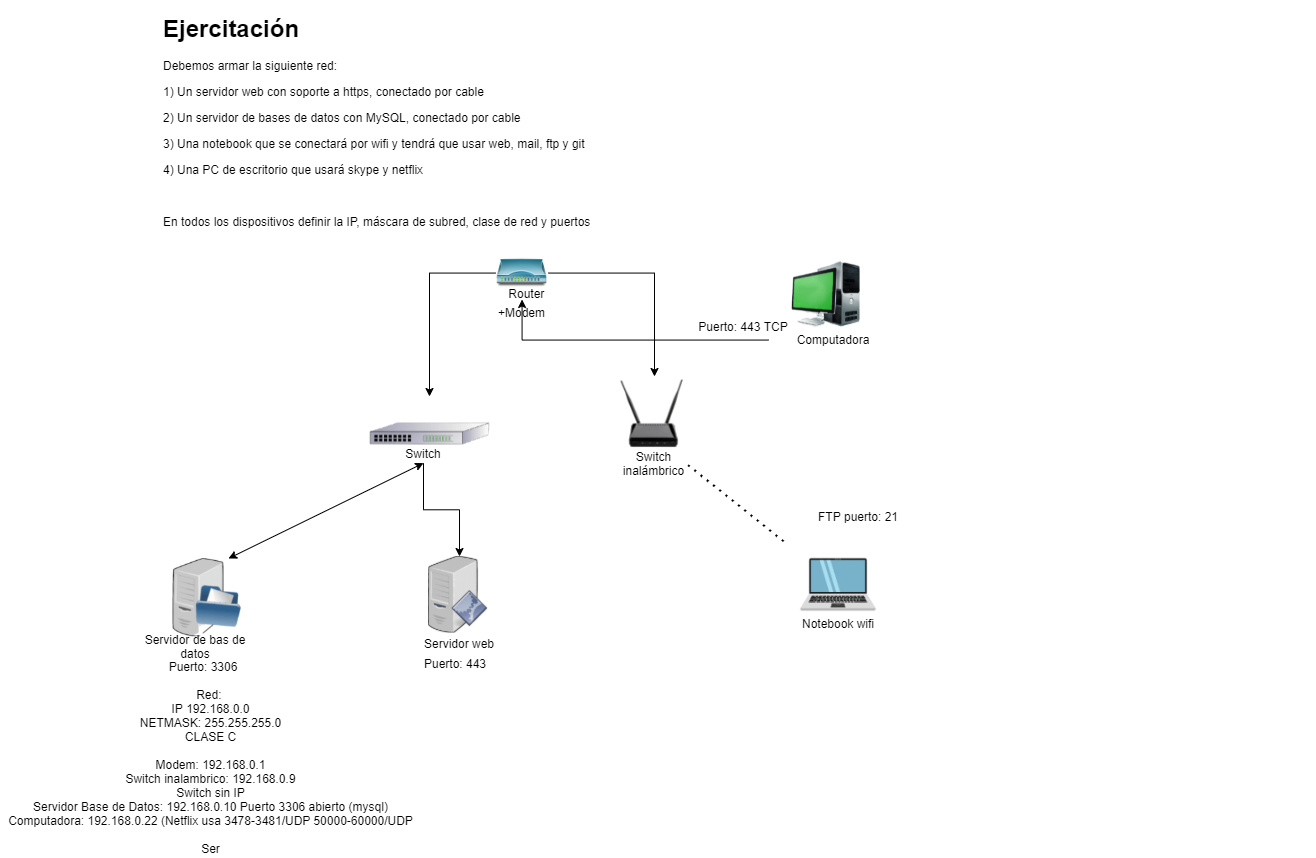 Ejercitación
Debemos armar la siguiente red:
1) Un servidor web con soporte a https, conectado por cable
2) Un servidor de bases de datos con MySQL, conectado por cable
3) Una notebook que se conectará por wifi y tendrá que usar web, mail, ftp y git
4) Una PC de escritorio que usará skype y netflix
En todos los dispositivos definir la IP, máscara de subred, clase de red y puertos
Router
+Modem
Puerto: 443 TCP
Computadora
Switch
Switch
inalámbrico
FTP puerto: 21
Notebook wifi
Servidor de bas de
datos
Puerto: 3306
Servidor web
Puerto: 443
Red:
IP 192.168.0.0
NETMASK: 255.255.255.0
CLASE C
Modem: 192.168.0.1
Switch inalambrico: 192.168.0.9
Switch sin IP
Servidor Base de Datos: 192.168.0.10 Puerto 3306 abierto (mysql)
Computadora: 192.168.0.22 (Netflix usa 3478-3481/UDP 50000-60000/UDP
Ser